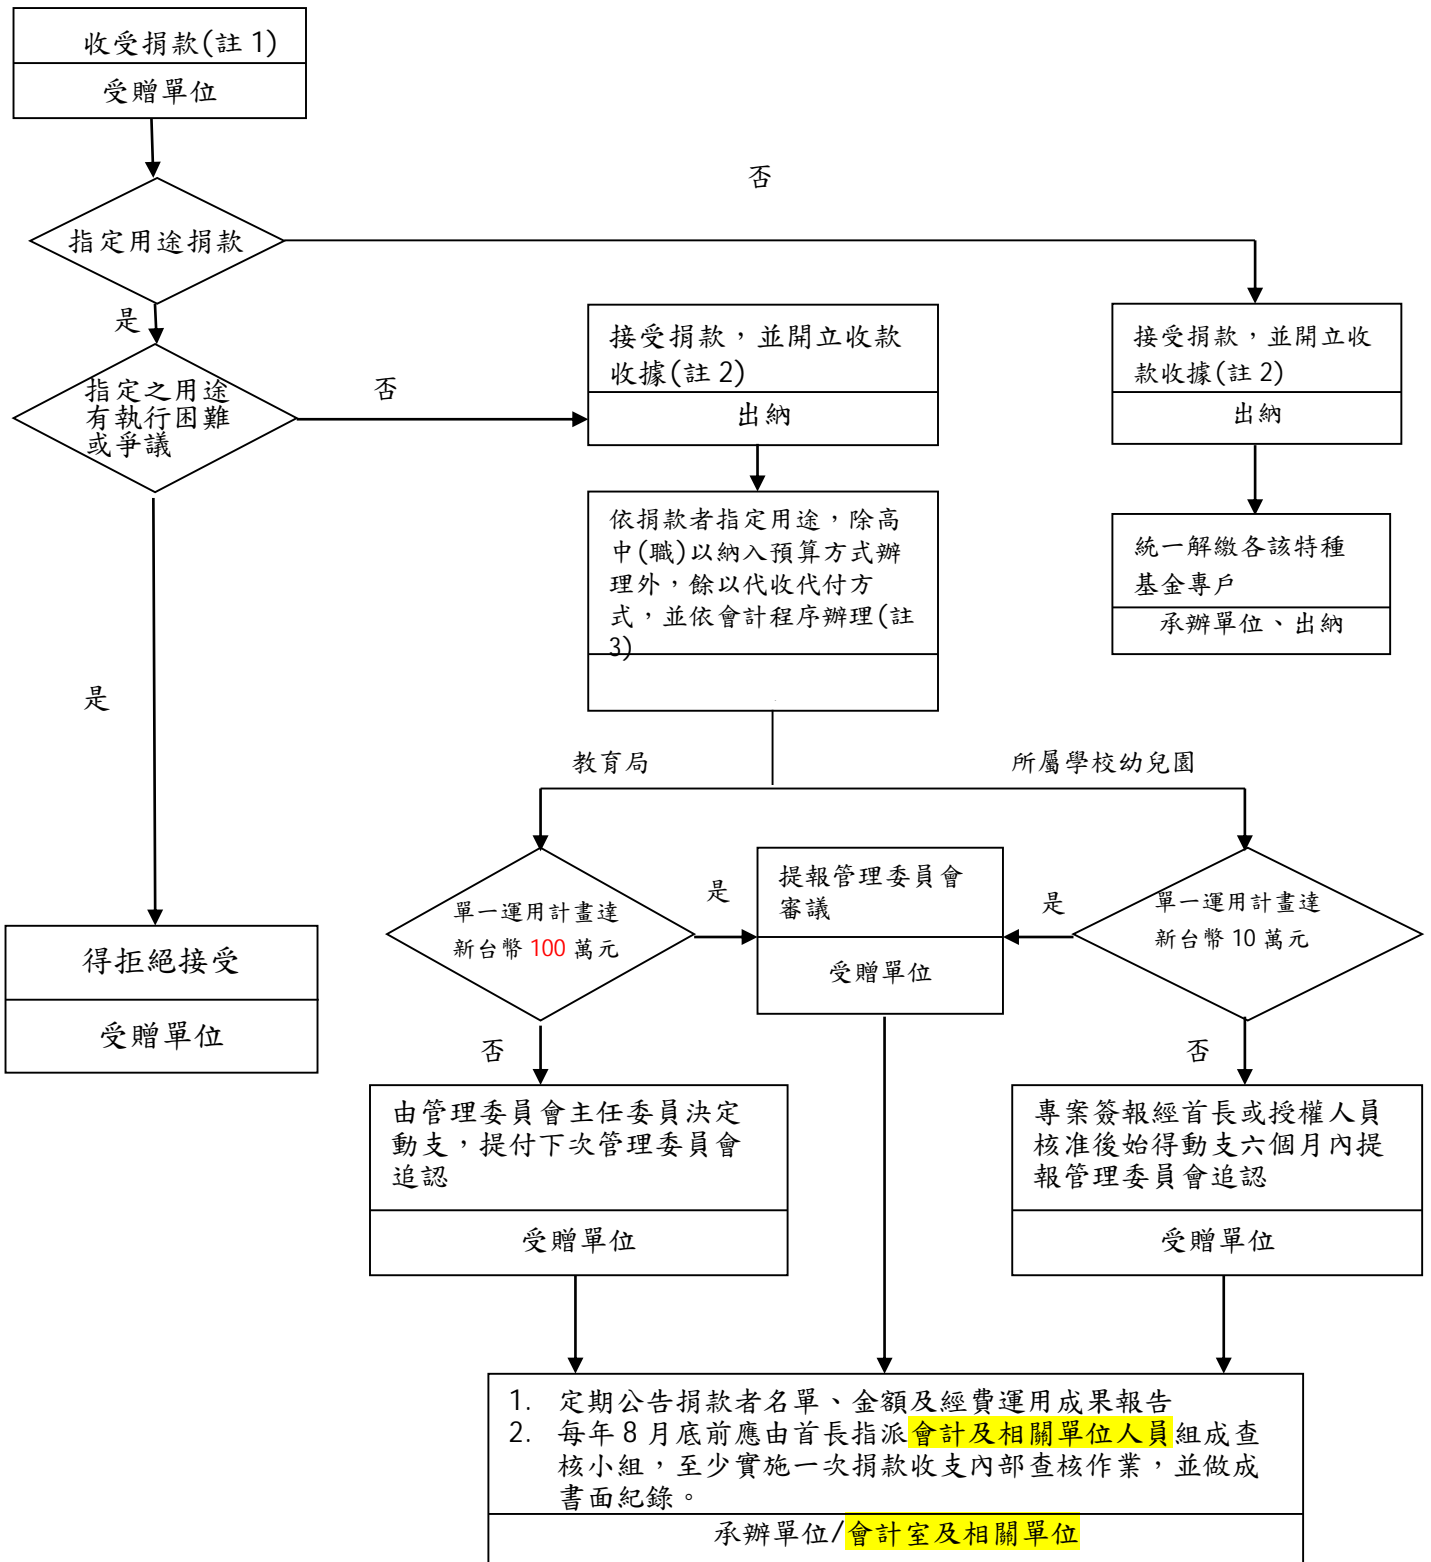 收受捐款(註 1)
受贈單位
否
指定用途捐款
是
指定之用途
有執行困難
或爭議
否
接受捐款，並開立收款
收據(註 2)
出納
接受捐款，並開立收
款收據(註 2)
出納
依捐款者指定用途，除高
中(職)以納入預算方式辦
理外，餘以代收代付方
式，並依會計程序辦理(註
3)
統一解繳各該特種
基金專戶
承辦單位、出納
是
教育局
所屬學校幼兒園
單一運用計畫達
新台幣 100 萬元
是
提報管理委員會
審議
受贈單位
是
單一運用計畫達
新台幣 10 萬元
得拒絕接受
受贈單位
否
否
由管理委員會主任委員決定
動支，提付下次管理委員會
追認
受贈單位
專案簽報經首長或授權人員
核准後始得動支六個月內提
報管理委員會追認
受贈單位
1. 定期公告捐款者名單、金額及經費運用成果報告
2. 每年 8 月底前應由首長指派會計及相關單位人員組成查
核小組，至少實施一次捐款收支內部查核作業，並做成
書面紀錄。
承辦單位/會計室及相關單位